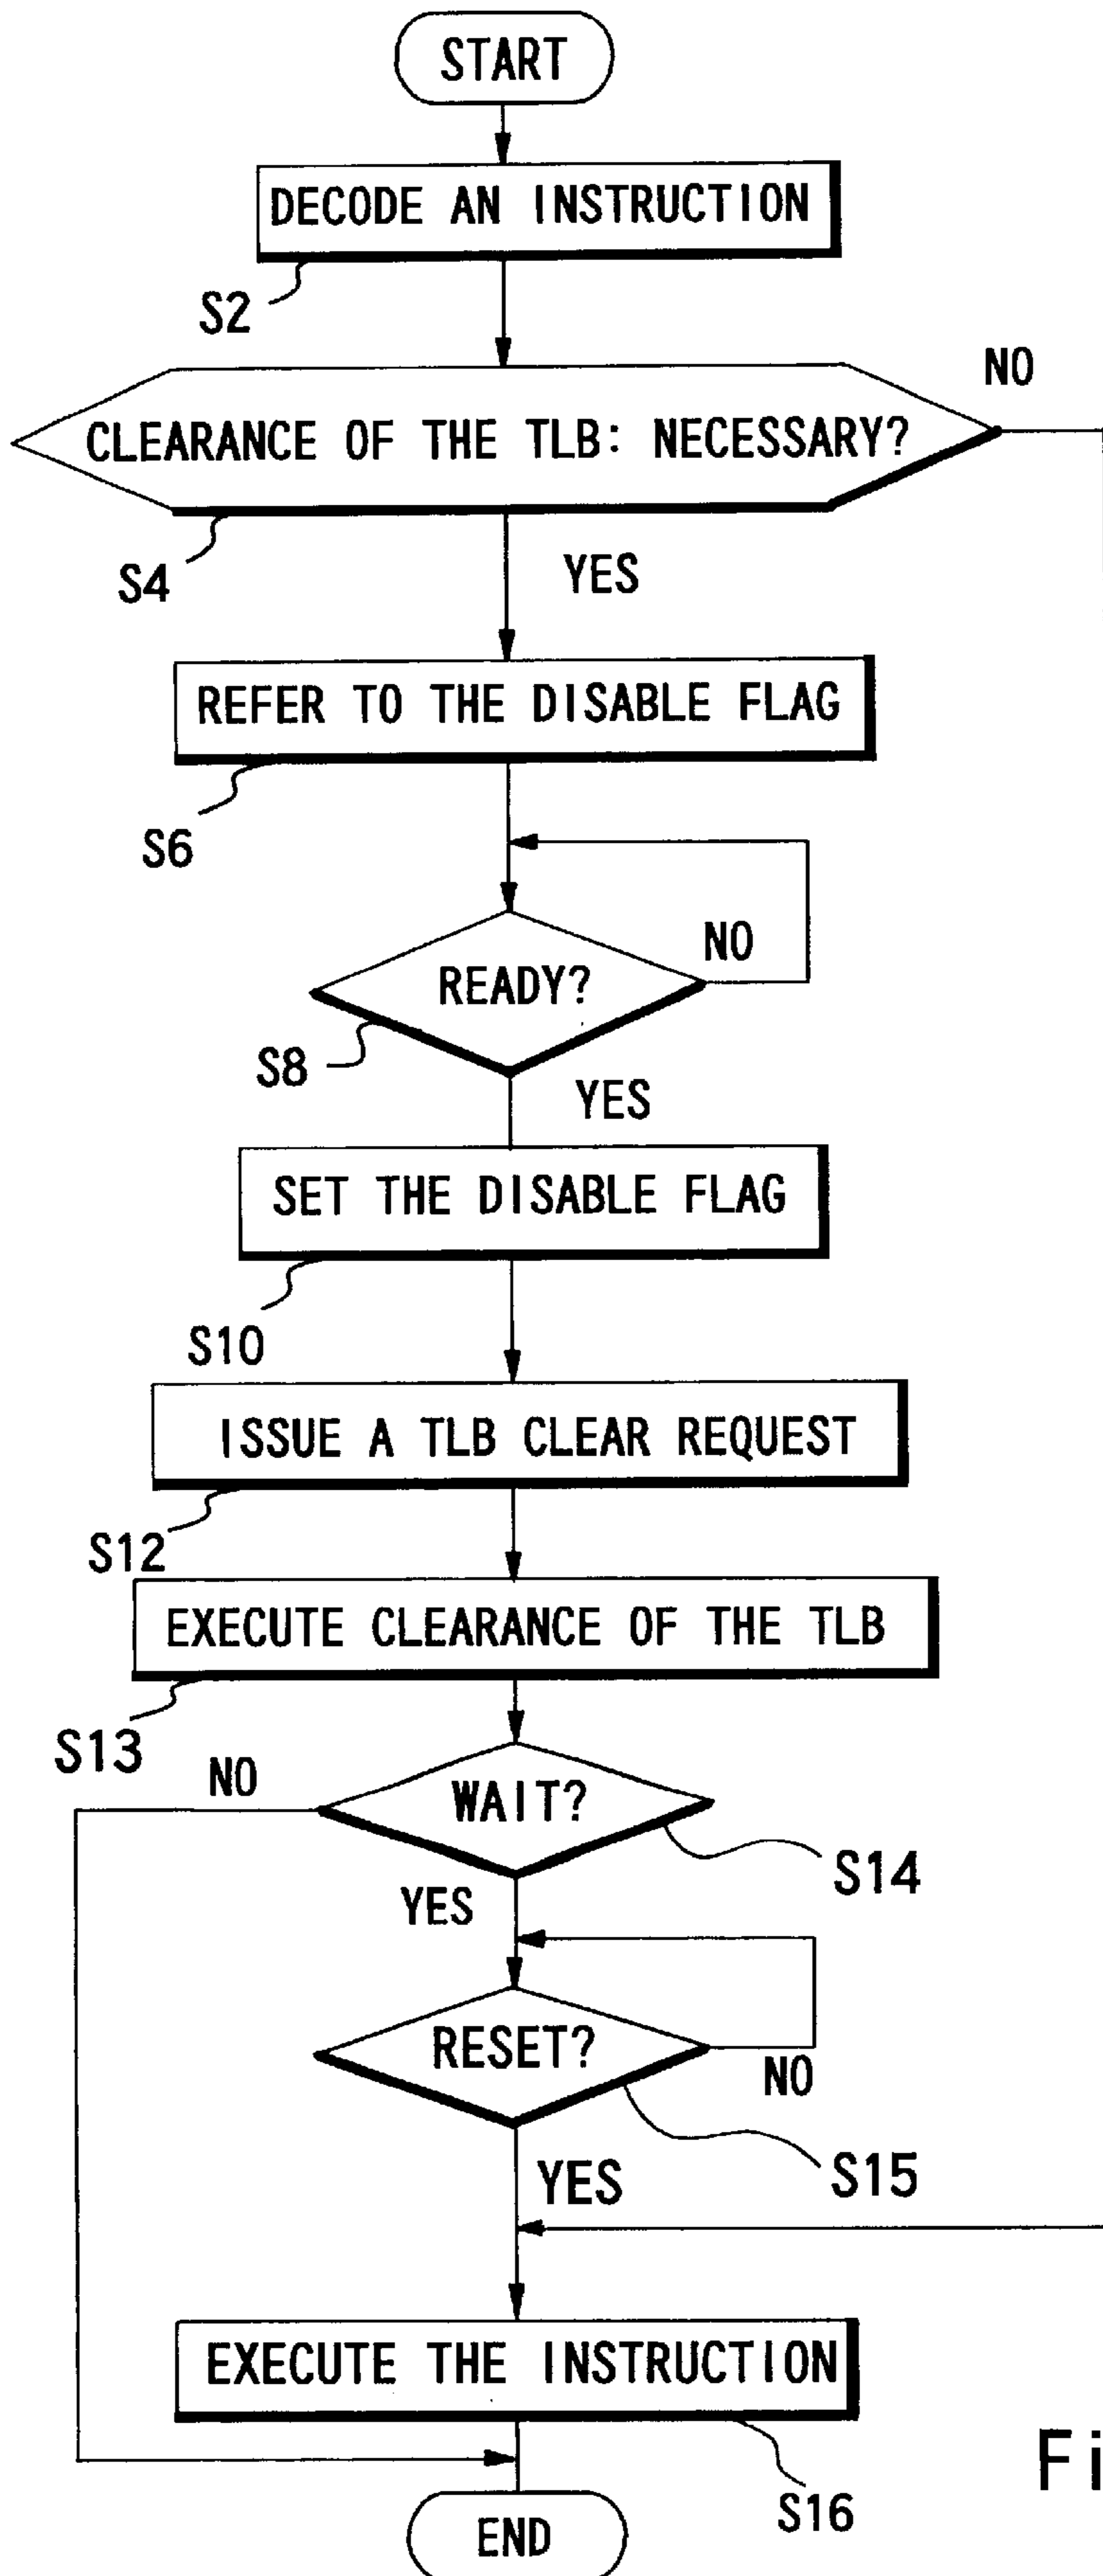 START
DECODE AN INSTRUCTION
S2
NO
CLEARANCE OF THE TLB: NECESSARY?
S4
YES
REFER TO THE DISABLE FLAG
S6
NO
READY?
S8
YES
SET THE DISABLE FLAG
S10
ISSUE A TLB CLEAR REQUEST
S12
EXECUTE CLEARANCE OF THE TLB
S13
NO
WAIT?
S14
YES
RESET?
NO
S15
YES
EXECUTE THE INSTRUCTION
Fi
S16
END